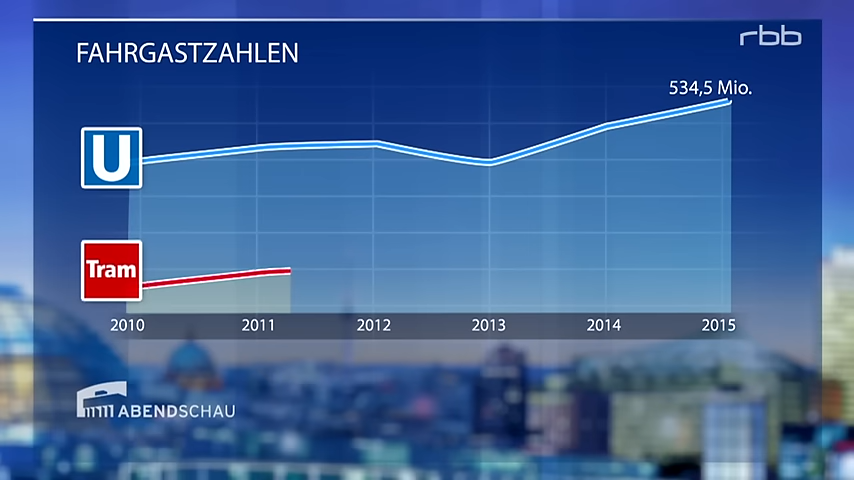 rbb
FAHRGASTZAHLEN
534,5 Mio.
U
Tram
2010 2011 2012 2013 2014 2015
ABENDSCHAU